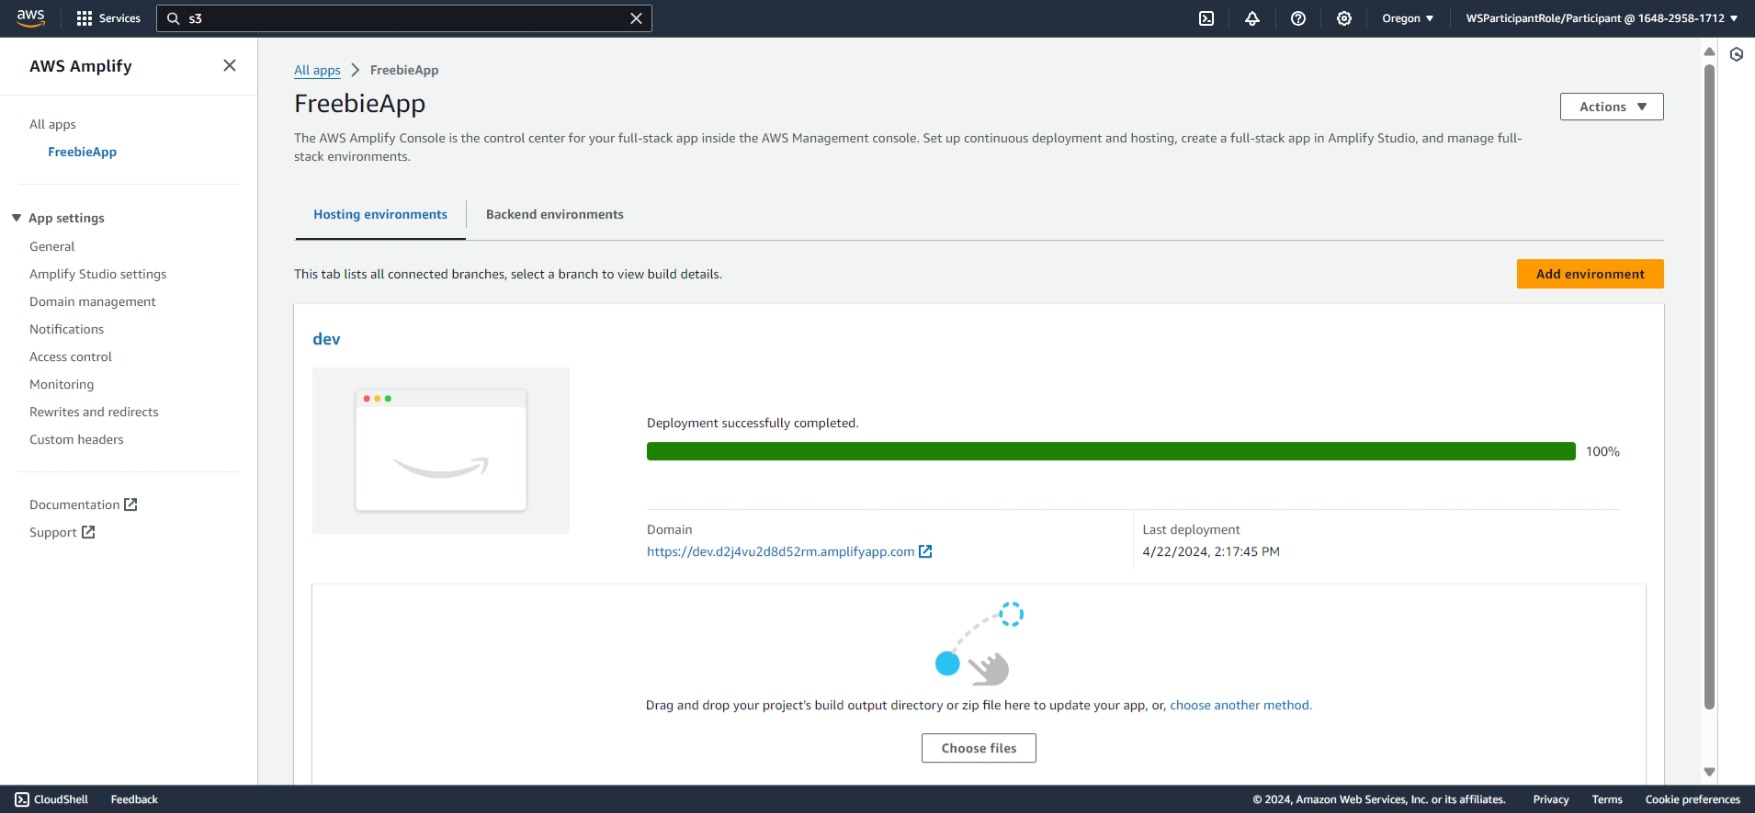 aws
Services
s3
Oregon ▼
WSParticipantRole/Participant @ 1648-2958-1712 ▼
AWS Amplify
All apps
FreebieApp
App settings
General
Amplify Studio settings
Domain management
Notifications
Access control
Monitoring
Rewrites and redirects
Custom headers
Documentation
Support
All apps > FreebieApp
FreebieApp
Actions ▼
The AWS Amplify Console is the control center for your full-stack app inside the AWS Management console. Set up continuous deployment and hosting, create a full-stack app in Amplify Studio, and manage full-
stack environments.
Hosting environments
Backend environments
This tab lists all connected branches, select a branch to view build details.
Add environment
dev
Deployment successfully completed.
100%
Domain
https://dev.d2j4vu2d8d52rm.amplifyapp.com
Last deployment
4/22/2024, 2:17:45 PM
Drag and drop your project's build output directory or zip file here to update your app, or, choose another method.
Choose files
CloudShell
Feedback
© 2024, Amazon Web Services, Inc. or its affiliates.
Privacy
Terms
Cookie preferences